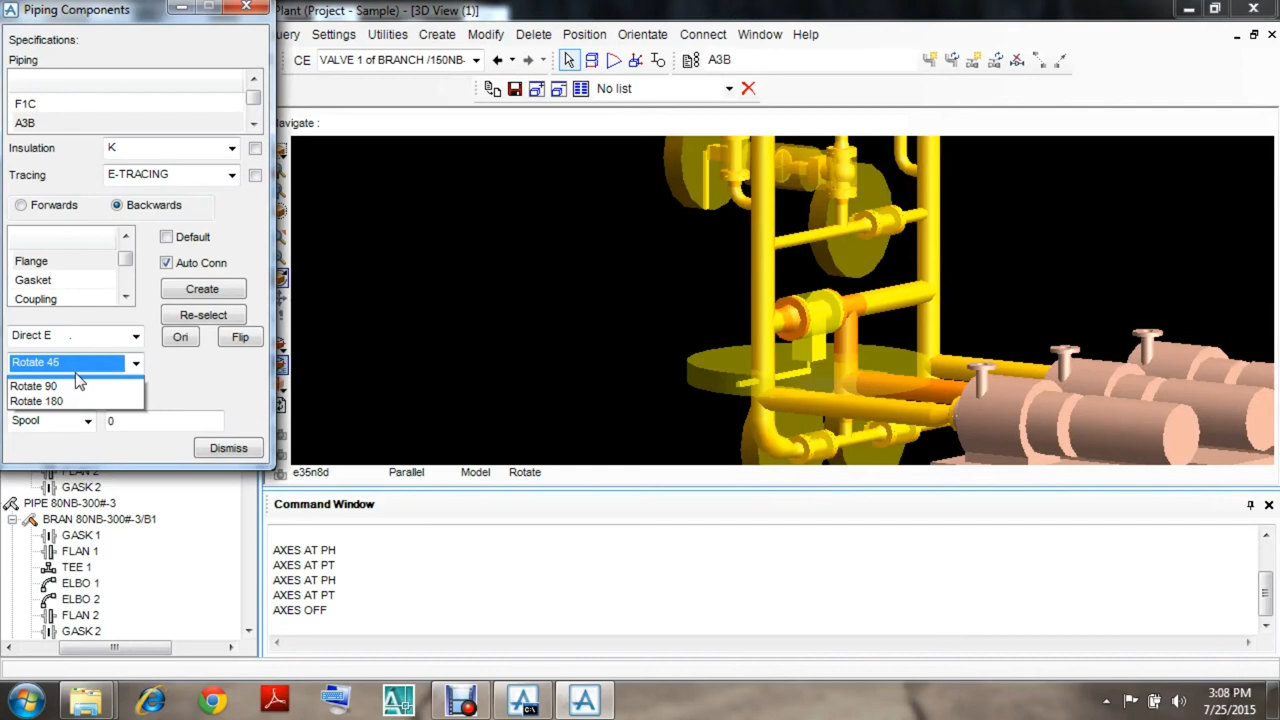 Piping Components
Plant (Project - Sample) - [3D View (1)]
Specifications:
Piping
F1C
A3B
Insulation K
Tracing E-TRACING
Forwards Backwards
Default
Flange
Auto Conn
Gasket
Create
Coupling
Re-select
Direct E .
Ori Flip
Rotate 45
Rotate 90
Rotate 180
Spool 0
Dismiss
Settings Utilities Create Modify Delete Position Orientate Connect Window Help
CE VALVE 1 of BRANCH /150NB- A3B
No list
e35n8d Parallel Model Rotate
GASK 2
PIPE 80NB-300#-3
BRAN 80NB-300#-3/B1
GASK 1
FLAN 1
TEE 1
ELBO 1
ELBO 2
FLAN 2
GASK 2
Command Window
AXES AT PH
AXES AT PT
AXES AT PH
AXES AT PT
AXES OFF
3:08 PM
7/25/2015